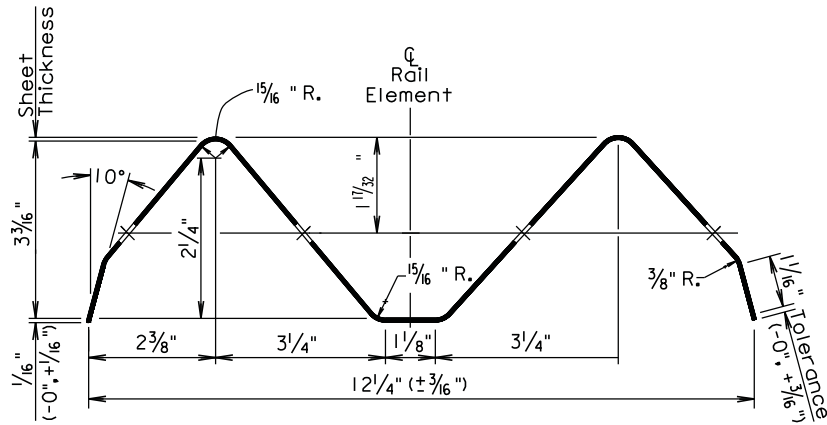 Sheet
Thickness
15/16" R.
℄
Rail
Element
10°
3 3/16"
2 1/4"
1 17/32"
15/16" R.
3/8" R.
1 1/16"
(-0", +3/16")
Tolerance
1/16"
(-0", +1/16")
2 3/8"
3 1/4"
1 1/8"
3 1/4"
12 1/4" (± 3/16")